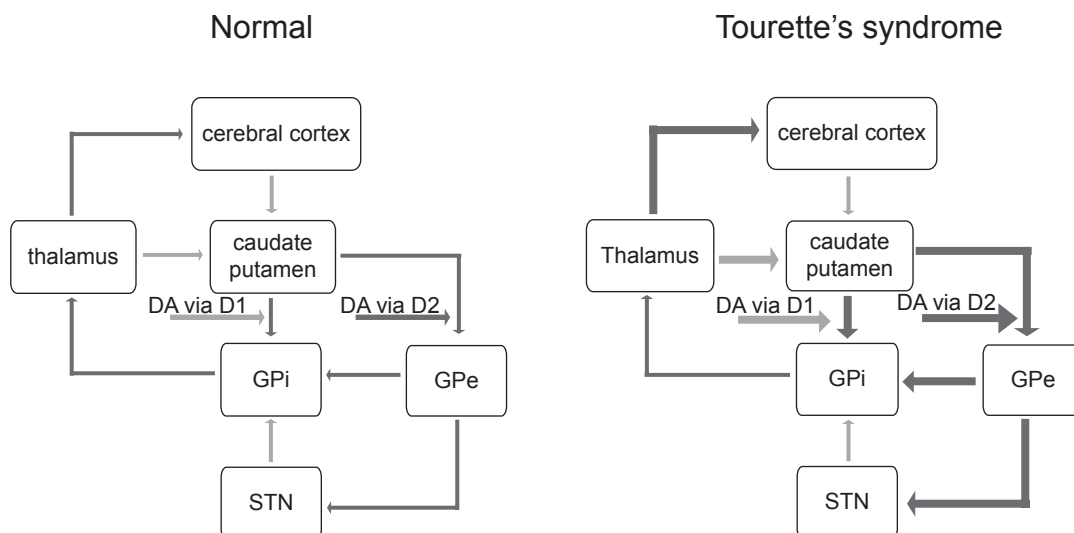 Normal
cerebral cortex
thalamus
caudate
putamen
DA via D1
DA via D2
GPi
GPe
STN
Tourette’s syndrome
cerebral cortex
Thalamus
caudate
putamen
DA via D1
DA via D2
GPi
GPe
STN